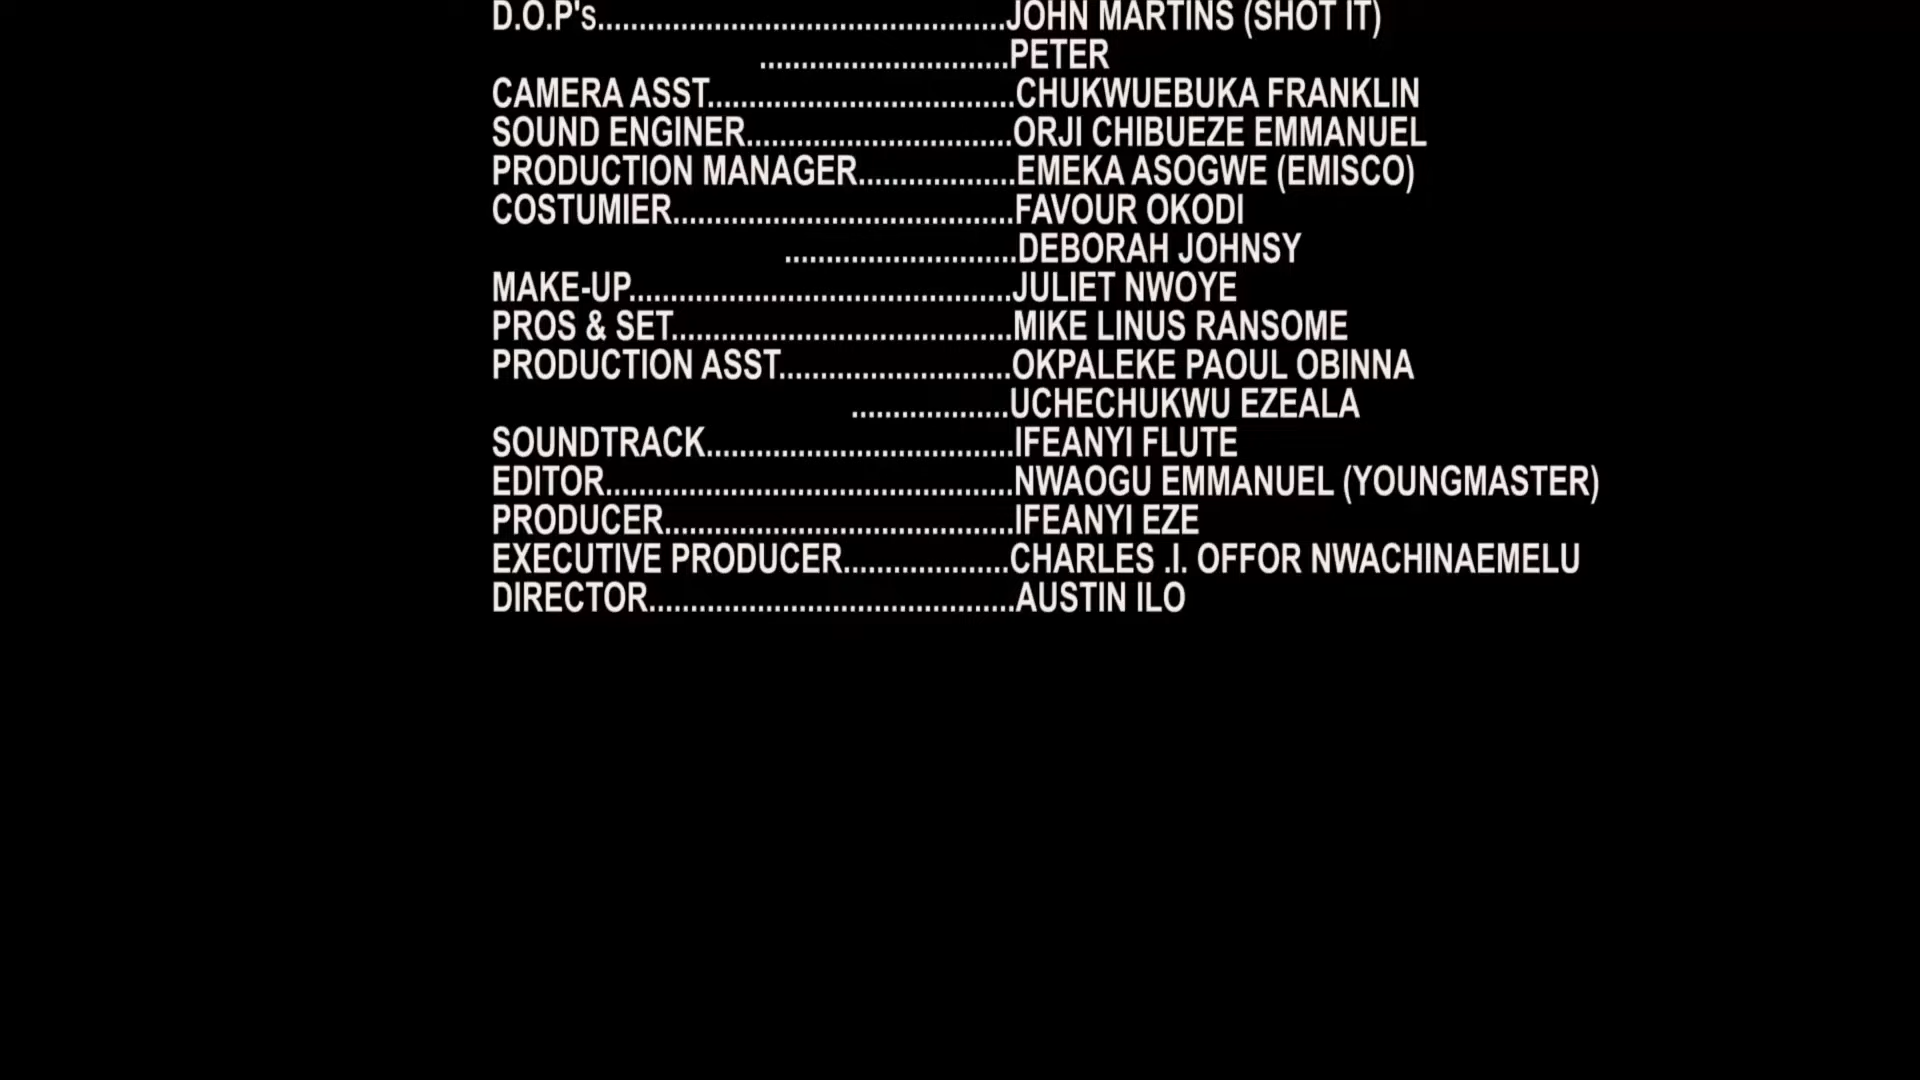 D.O.P's.................................................JOHN MARTINS (SHOT IT)
..............................PETER
CAMERA ASST.....................................CHUKWUEBUKA FRANKLIN
SOUND ENGINER................................ORJI CHIBUEZE EMMANUEL
PRODUCTION MANAGER...................EMEKA ASOGWE (EMISCO)
COSTUMIER.........................................FAVOUR OKODI
............................DEBORAH JOHNSY
MAKE-UP..............................................JULIET NWOYE
PROS & SET.........................................MIKE LINUS RANSOME
PRODUCTION ASST............................OKPALEKE PAOUL OBINNA
...................UCHECHUKWU EZEALA
SOUNDTRACK.....................................IFEANYI FLUTE
EDITOR.................................................NWAOGU EMMANUEL (YOUNGMASTER)
PRODUCER..........................................IFEANYI EZE
EXECUTIVE PRODUCER....................CHARLES .I. OFFOR NWACHINAEMELU
DIRECTOR............................................AUSTIN ILO